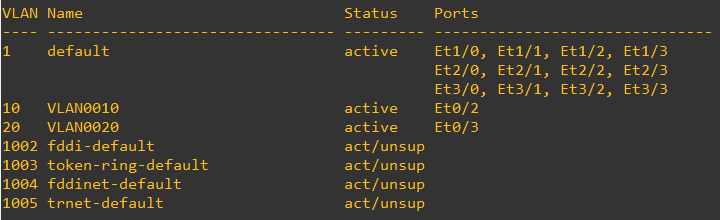 VLAN Name                             Status    Ports
---- -------------------------------- --------- -------------------------------
1    default                          active    Et1/0, Et1/1, Et1/2, Et1/3
                                                Et2/0, Et2/1, Et2/2, Et2/3
                                                Et3/0, Et3/1, Et3/2, Et3/3
10   VLAN0010                         active    Et0/2
20   VLAN0020                         active    Et0/3
1002 fddi-default                     act/unsup
1003 token-ring-default               act/unsup
1004 fddinet-default                  act/unsup
1005 trnet-default                    act/unsup